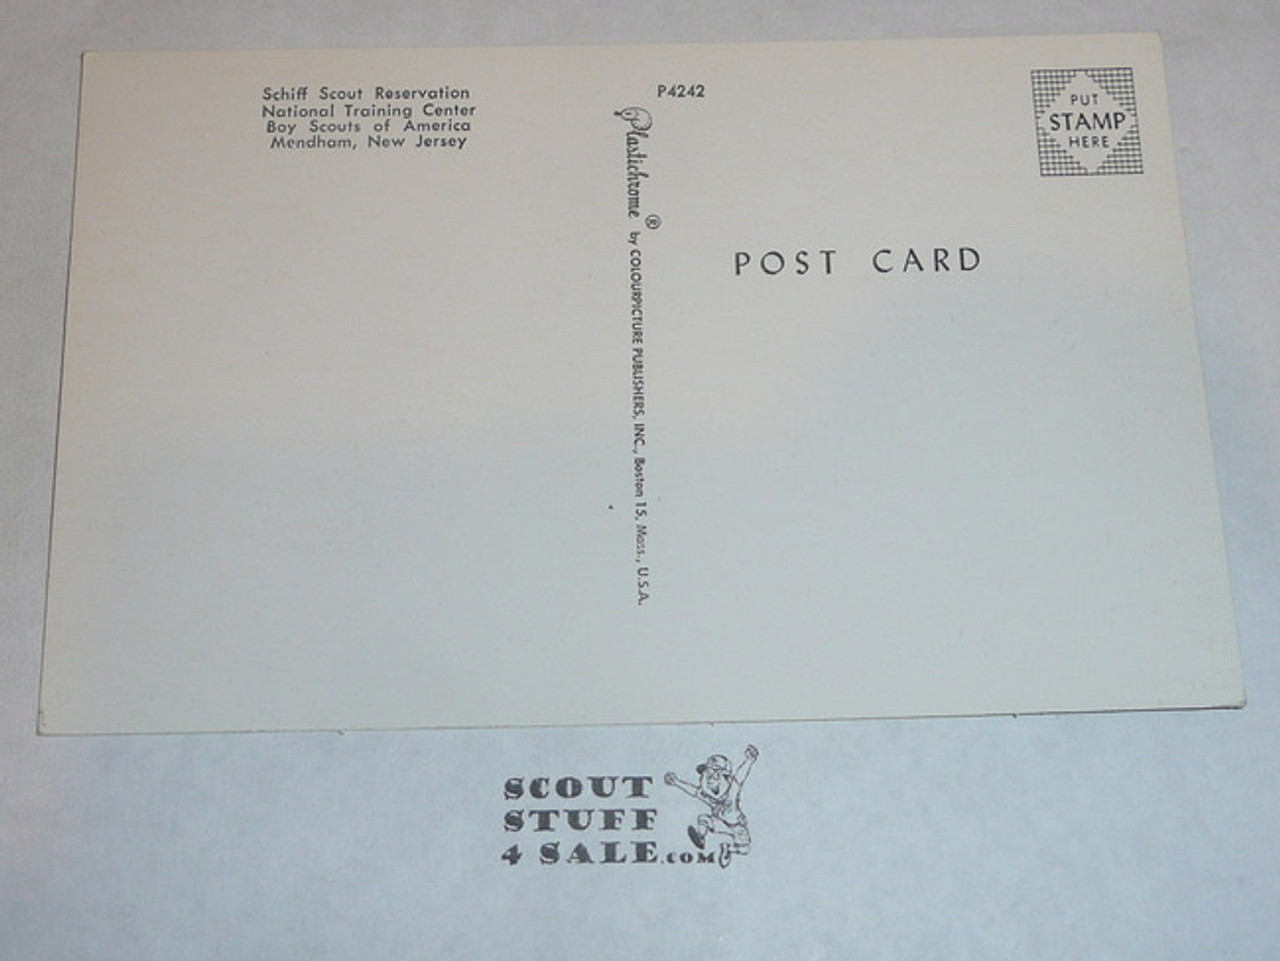 Schiff Scout Reservation
National Training Center
Boy Scouts of America
Mendham, New Jersey
P4242
Plastichrome ® by COLOURPICTURE PUBLISHERS, INC., Boston 15, Mass., U.S.A.
PUT
STAMP
HERE
POST CARD
SCOUT
STUFF
4 SALE.COM